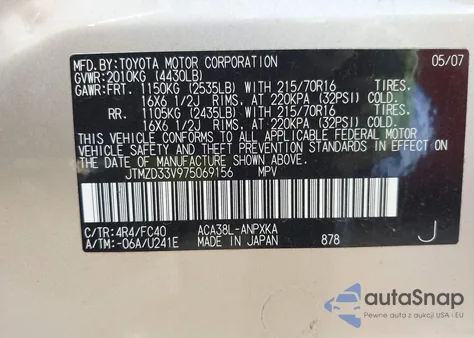 MFD.BY:TOYOTA MOTOR CORPORATION 05/07
GVWR:2010KG (4430LB)
GAWR:FRT. 1150KG (2535LB) WITH 215/70R16 TIRES,
16X6 1/2J RIMS, AT 220KPA (32PSI) COLD.
RR. 1105KG (2435LB) WITH 215/70R16 TIRES,
16X6 1/2J RIMS, AT 220KPA (32PSI) COLD.
THIS VEHICLE CONFORMS TO ALL APPLICABLE FEDERAL MOTOR
VEHICLE SAFETY AND THEFT PREVENTION STANDARDS IN EFFECT
ON THE DATE OF MANUFACTURE SHOWN ABOVE.
JTMZD33V975069156 MPV
C/TR:4R4/FC40 ACA38L-ANPXKA
A/TM:-06A/U241E MADE IN JAPAN 878 J
autoSnap
Pewne auta z USA i EU